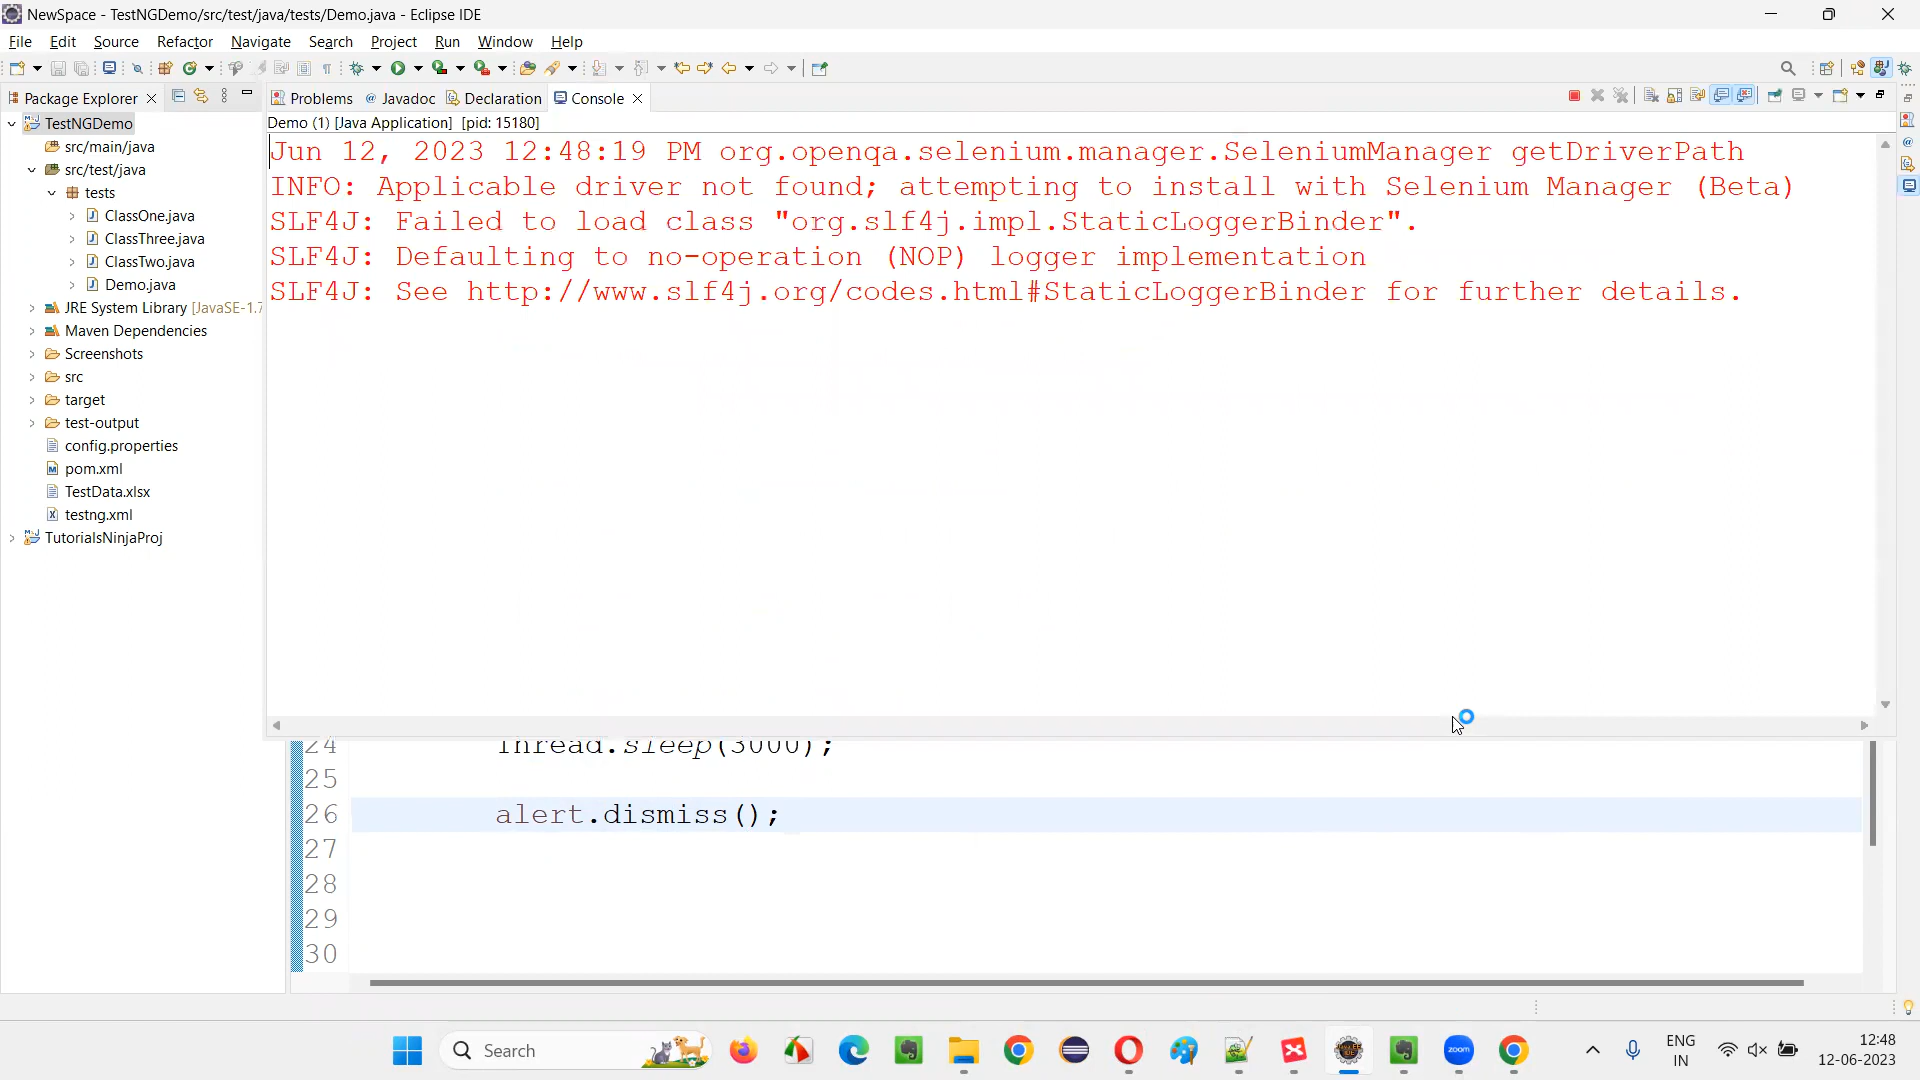 NewSpace - TestNGDemo/src/test/java/tests/Demo.java - Eclipse IDE
File Edit Source Refactor Navigate Search Run Project Run Window Help
Package Explorer
Problems Javadoc Declaration Console
Demo (1) [Java Application] [pid: 15180]
TestNGDemo
src/main/java
src/test/java
tests
ClassOne.java
ClassThree.java
ClassTwo.java
Demo.java
JRE System Library [JavaSE-1.7
Maven Dependencies
Screenshots
src
target
test-output
config.properties
pom.xml
TestData.xlsx
testng.xml
TutorialsNinjaProj
Jun 12, 2023 12:48:19 PM org.openqa.selenium.manager.SeleniumManager getDriverPath
INFO: Applicable driver not found; attempting to install with Selenium Manager (Beta)
SLF4J: Failed to load class "org.slf4j.impl.StaticLoggerBinder".
SLF4J: Defaulting to no-operation (NOP) logger implementation
SLF4J: See http://www.slf4j.org/codes.html#StaticLoggerBinder for further details.
24 Thread.sleep(3000);
25
26 alert.dismiss();
27
28
29
30
Search
zoom
ENG
IN
12:48
12-06-2023